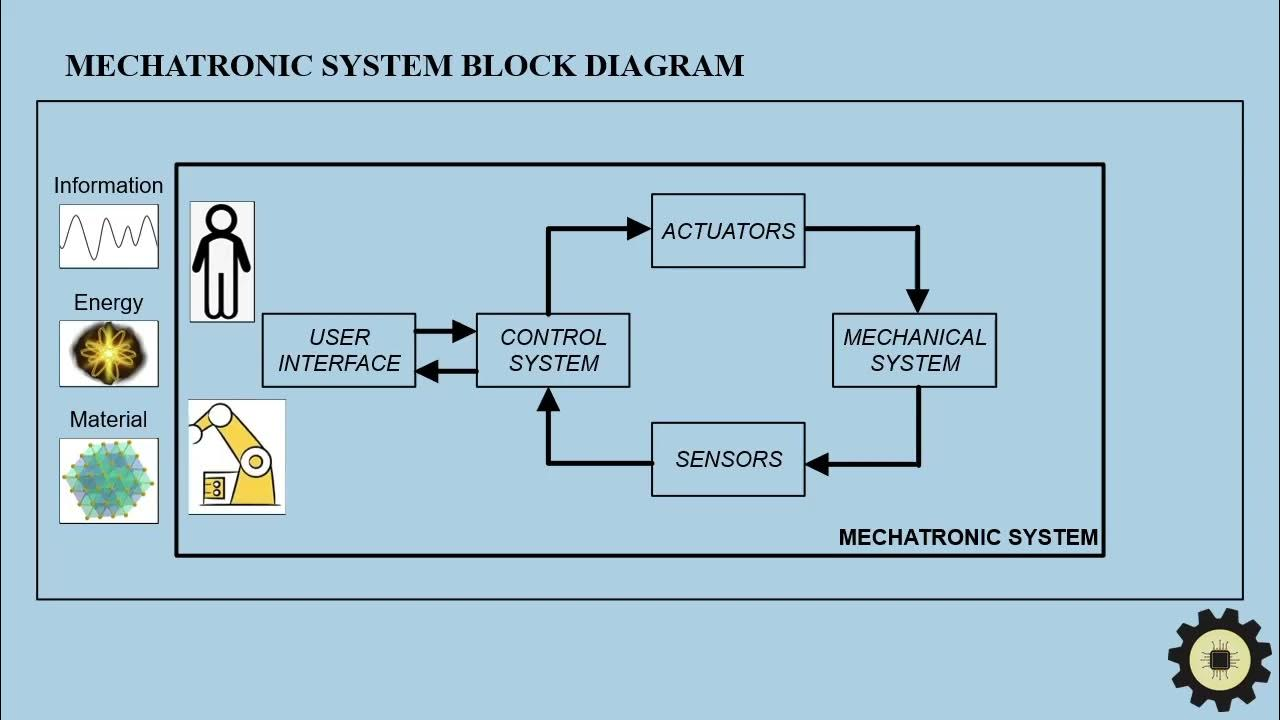 MECHATRONIC SYSTEM BLOCK DIAGRAM
Information
Energy
Material
USER
INTERFACE
CONTROL
SYSTEM
ACTUATORS
MECHANICAL
SYSTEM
SENSORS
MECHATRONIC SYSTEM